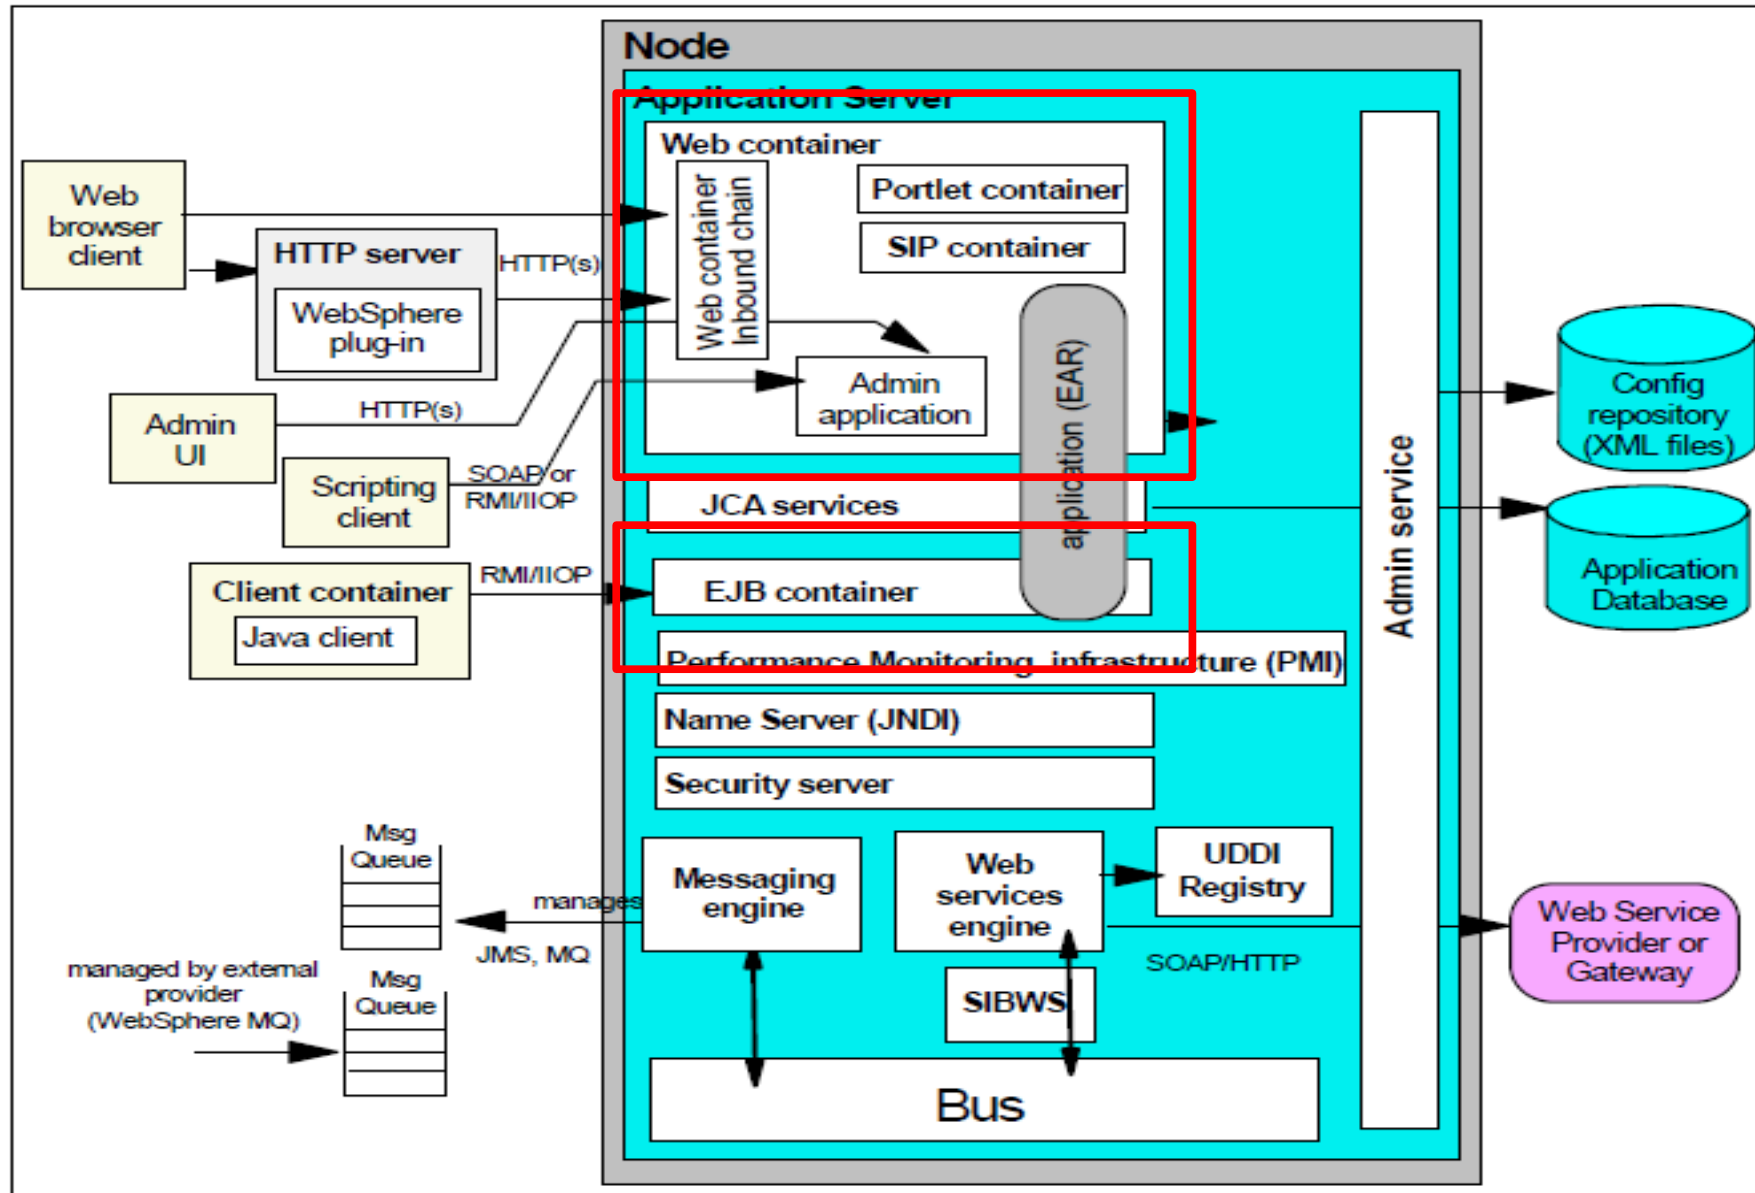 Node
Application Server
Web container
Web container
Inbound chain
Portlet container
SIP container
Admin
application
application (EAR)
Web
browser
client
HTTP server
WebSphere
plug-in
HTTP(s)
Admin
UI
HTTP(s)
Scripting
client
SOAP or
RMI/IIOP
Client container
Java client
RMI/IIOP
JCA services
EJB container
Performance Monitoring infrastructure (PMI)
Name Server (JNDI)
Security server
Messaging
engine
Web
services
engine
UDDI
Registry
SIBWS
SOAP/HTTP
Bus
Admin service
Config
repository
(XML files)
Application
Database
Web Service
Provider or
Gateway
Msg
Queue
manages
JMS, MQ
managed by external
provider
(WebSphere MQ)
Msg
Queue